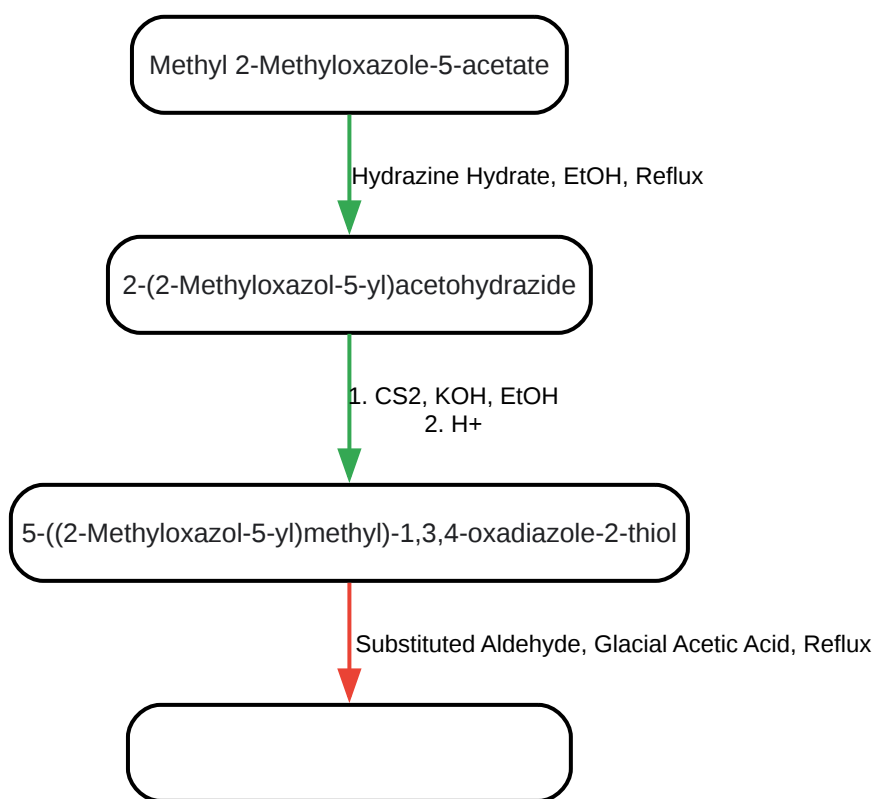 Methyl 2-Methyloxazole-5-acetate
Hydrazine Hydrate, EtOH, Reflux
2-(2-Methyloxazol-5-yl)acetohydrazide
1. CS2, KOH, EtOH
2. H+
5-((2-Methyloxazol-5-yl)methyl)-1,3,4-oxadiazole-2-thiol
Substituted Aldehyde, Glacial Acetic Acid, Reflux